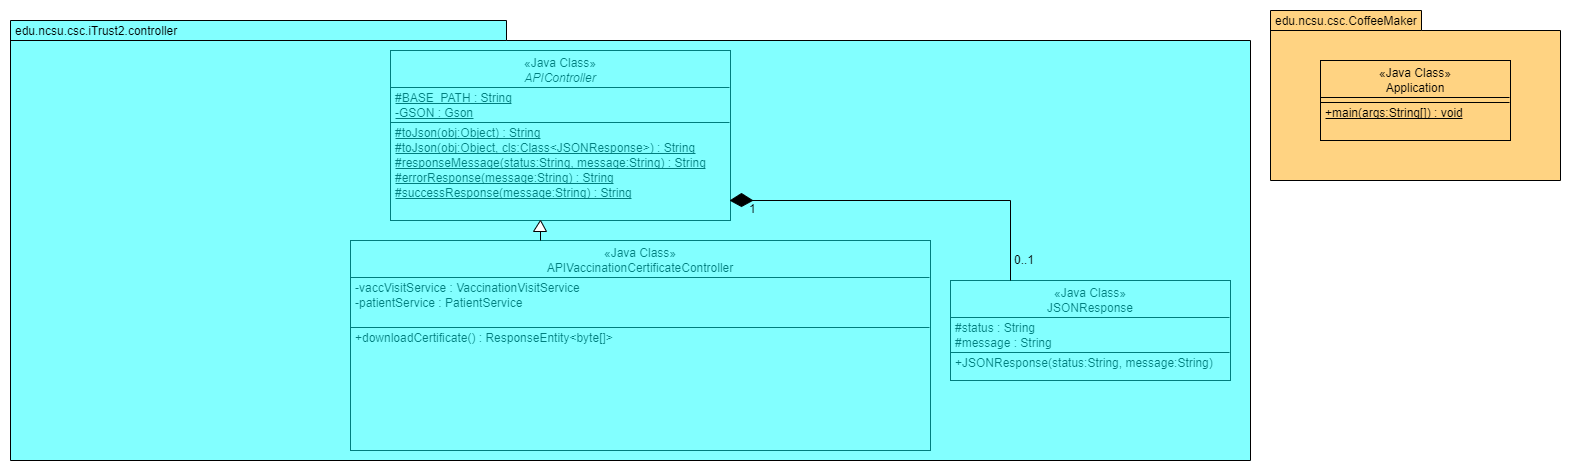 edu.ncsu.csc.iTrust2.controller
«Java Class»
APIController
#BASE_PATH : String
-GSON : Gson
#toJson(obj:Object) : String
#toJson(obj:Object, cls:Class<JSONResponse>) : String
#responseMessage(status:String, message:String) : String
#errorResponse(message:String) : String
#successResponse(message:String) : String
1
0..1
«Java Class»
APIVaccinationCertificateController
-vaccVisitService : VaccinationVisitService
-patientService : PatientService
+downloadCertificate() : ResponseEntity<byte[]>
«Java Class»
JSONResponse
#status : String
#message : String
+JSONResponse(status:String, message:String)
edu.ncsu.csc.CoffeeMaker
«Java Class»
Application
+main(args:String[]) : void